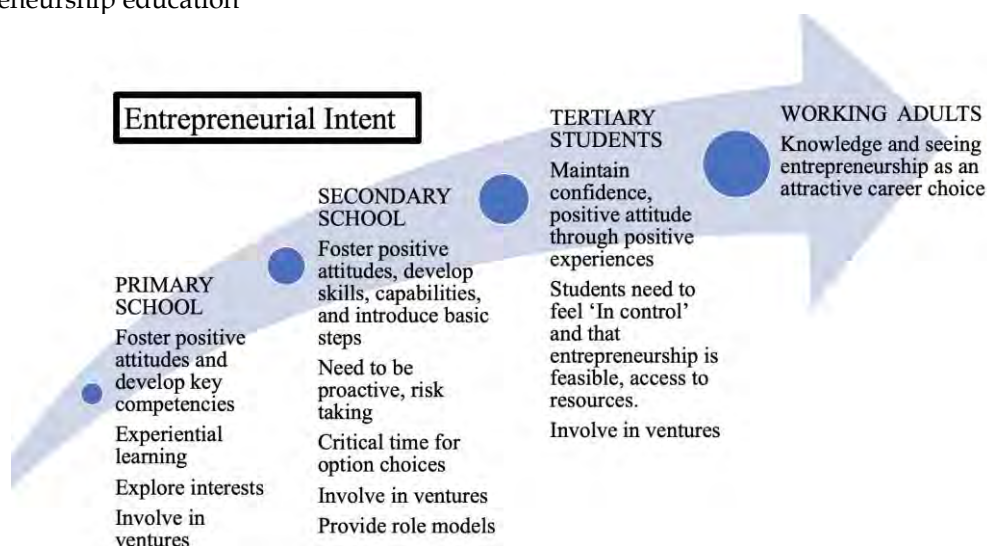 eneurship education
Entrepreneurial Intent
PRIMARY
SCHOOL
Foster positive
attitudes and
develop key
competencies
Experiential
learning
Explore interests
Involve in
ventures
SECONDARY
SCHOOL
Foster positive
attitudes, develop
skills, capabilities,
and introduce basic
steps
Need to be
proactive, risk
taking
Critical time for
option choices
Involve in ventures
Provide role models
TERTIARY
STUDENTS
Maintain
confidence,
positive attitude
through positive
experiences
Students need to
feel ‘In control’
and that
entrepreneurship is
feasible, access to
resources.
Involve in ventures
WORKING ADULTS
Knowledge and seeing
entrepreneurship as an
attractive career choice